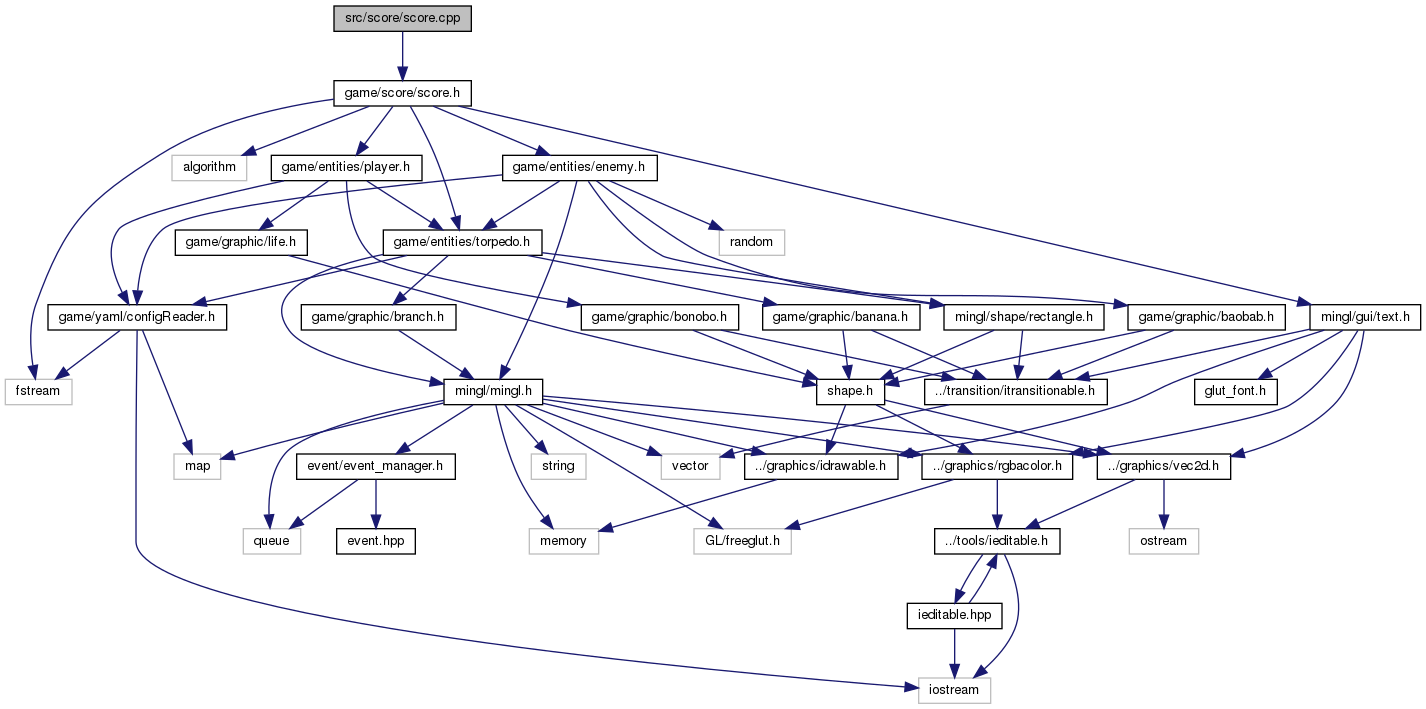 src/score/score.cpp
game/score/score.h
algorithm
game/entities/player.h
game/entities/enemy.h
game/graphic/life.h
game/entities/torpedo.h
random
game/yaml/configReader.h
game/graphic/branch.h
game/graphic/bonobo.h
game/graphic/banana.h
mingl/shape/rectangle.h
game/graphic/baobab.h
mingl/gui/text.h
fstream
mingl/mingl.h
shape.h
../transition/itransitionable.h
glut_font.h
map
event/event_manager.h
string
vector
../graphics/idrawable.h
../graphics/rgbacolor.h
../graphics/vec2d.h
queue
event.hpp
memory
GL/freeglut.h
../tools/ieditable.h
ostream
ieditable.hpp
iostream